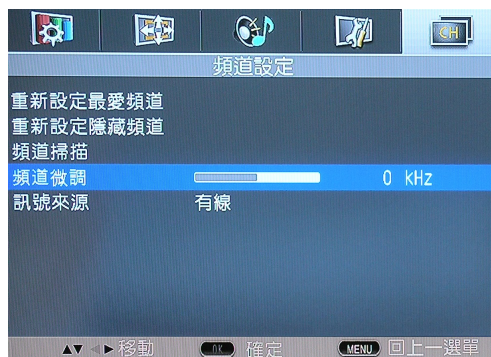 CH
頻道設定
重新設定最愛頻道
重新設定隱藏頻道
頻道掃描
頻道微調 0 kHz
訊號來源 有線
▲▼ ◄► 移動 OK 確定 MENU 回上一選單